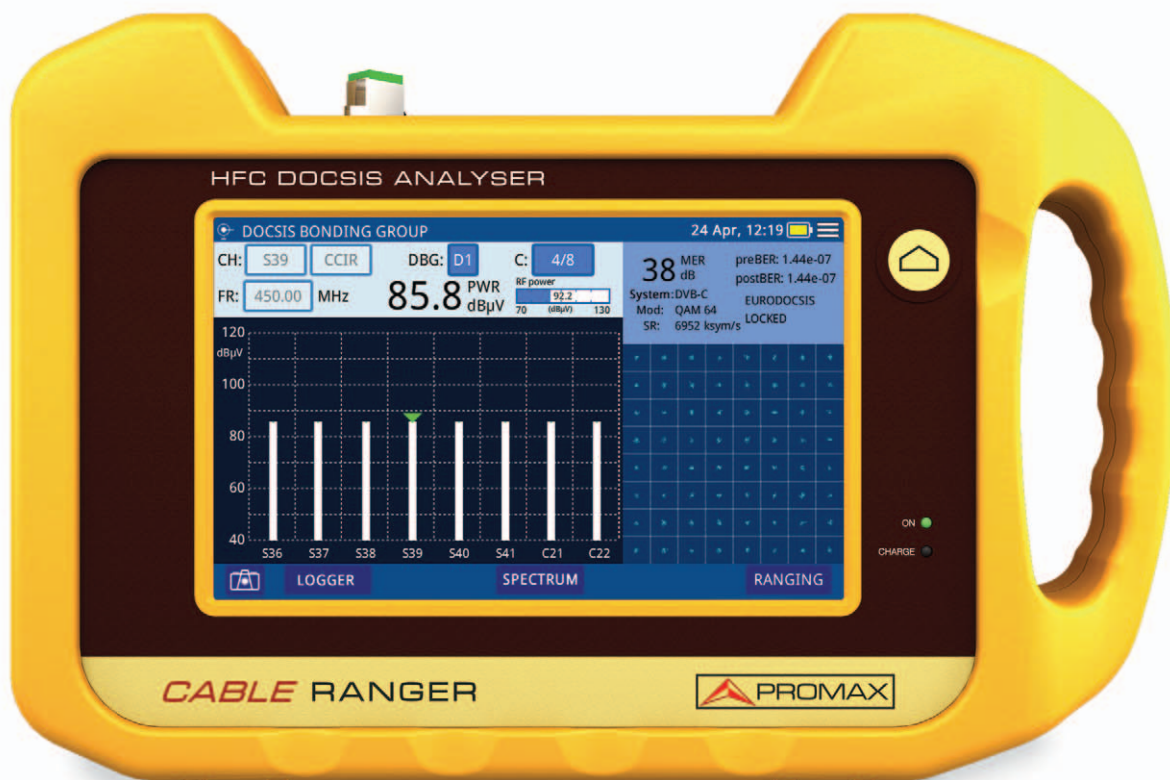 HFC DOCSIS ANALYSER
DOCSIS BONDING GROUP
24 Apr, 12:19
CH: S39 CCIR DBG: D1 C: 4/8
FR: 450.00 MHz 85.8 PWR dBµV
RF power
92.2
70 (dBµV) 130
38 MER dB
preBER: 1.44e-07
postBER: 1.44e-07
System: DVB-C
Mod: QAM 64
SR: 6952 ksym/s
EURODOCSIS
LOCKED
120
dBµV
100
80
60
40
S36 S37 S38 S39 S40 S41 C21 C22
LOGGER SPECTRUM RANGING
ON
CHARGE
CABLE RANGER
PROMAX